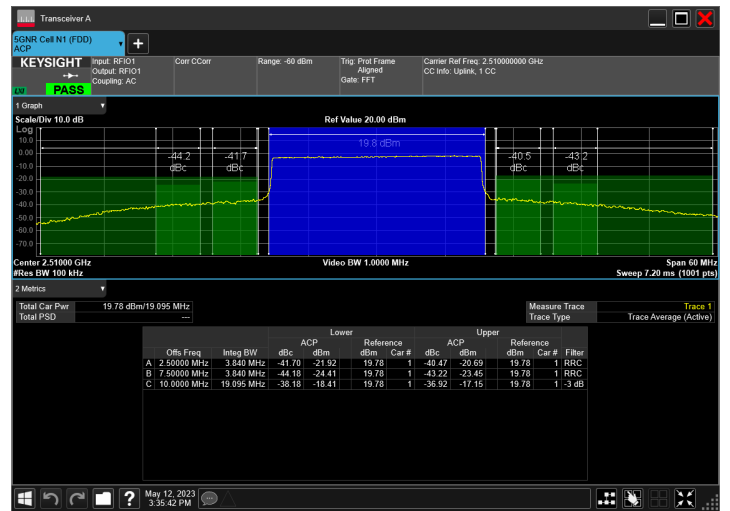 Transceiver A
5GNR Cell N1 (FDD)
ACP
KEYSIGHT Input: RFIO1 Corr CCorr Range: -60 dBm Trig: Prot Frame Carrier Ref Freq: 2.510000000 GHz
Output: RFIO1 Aligned CC Info: Uplink, 1 CC
Coupling: AC Gate: FFT
LXI PASS
1 Graph
Scale/Div 10.0 dB Ref Value 20.00 dBm
Log
10.0
0.00
-10.0
-20.0
-30.0
-40.0
-50.0
-60.0
-70.0
-44.2 dBc
-41.7 dBc
19.8 dBm
-40.5 dBc
-43.2 dBc
Center 2.51000 GHz Video BW 1.0000 MHz Span 60 MHz
#Res BW 100 kHz Sweep 7.20 ms (1001 pts)
2 Metrics
Total Car Pwr 19.78 dBm/19.095 MHz Measure Trace Trace 1
Total PSD --- Trace Type Trace Average (Active)
Lower Upper
ACP Reference ACP Reference
Offs Freq Integ BW dBc dBm dBm Car # dBc dBm dBm Car # Filter
A 2.50000 MHz 3.840 MHz -41.70 -21.92 19.78 1 -40.47 -20.69 19.78 1 RRC
B 7.50000 MHz 3.840 MHz -44.18 -24.41 19.78 1 -43.22 -23.45 19.78 1 RRC
C 10.0000 MHz 19.095 MHz -38.18 -18.41 19.78 1 -36.92 -17.15 19.78 1 -3 dB
May 12, 2023
3:35:42 PM